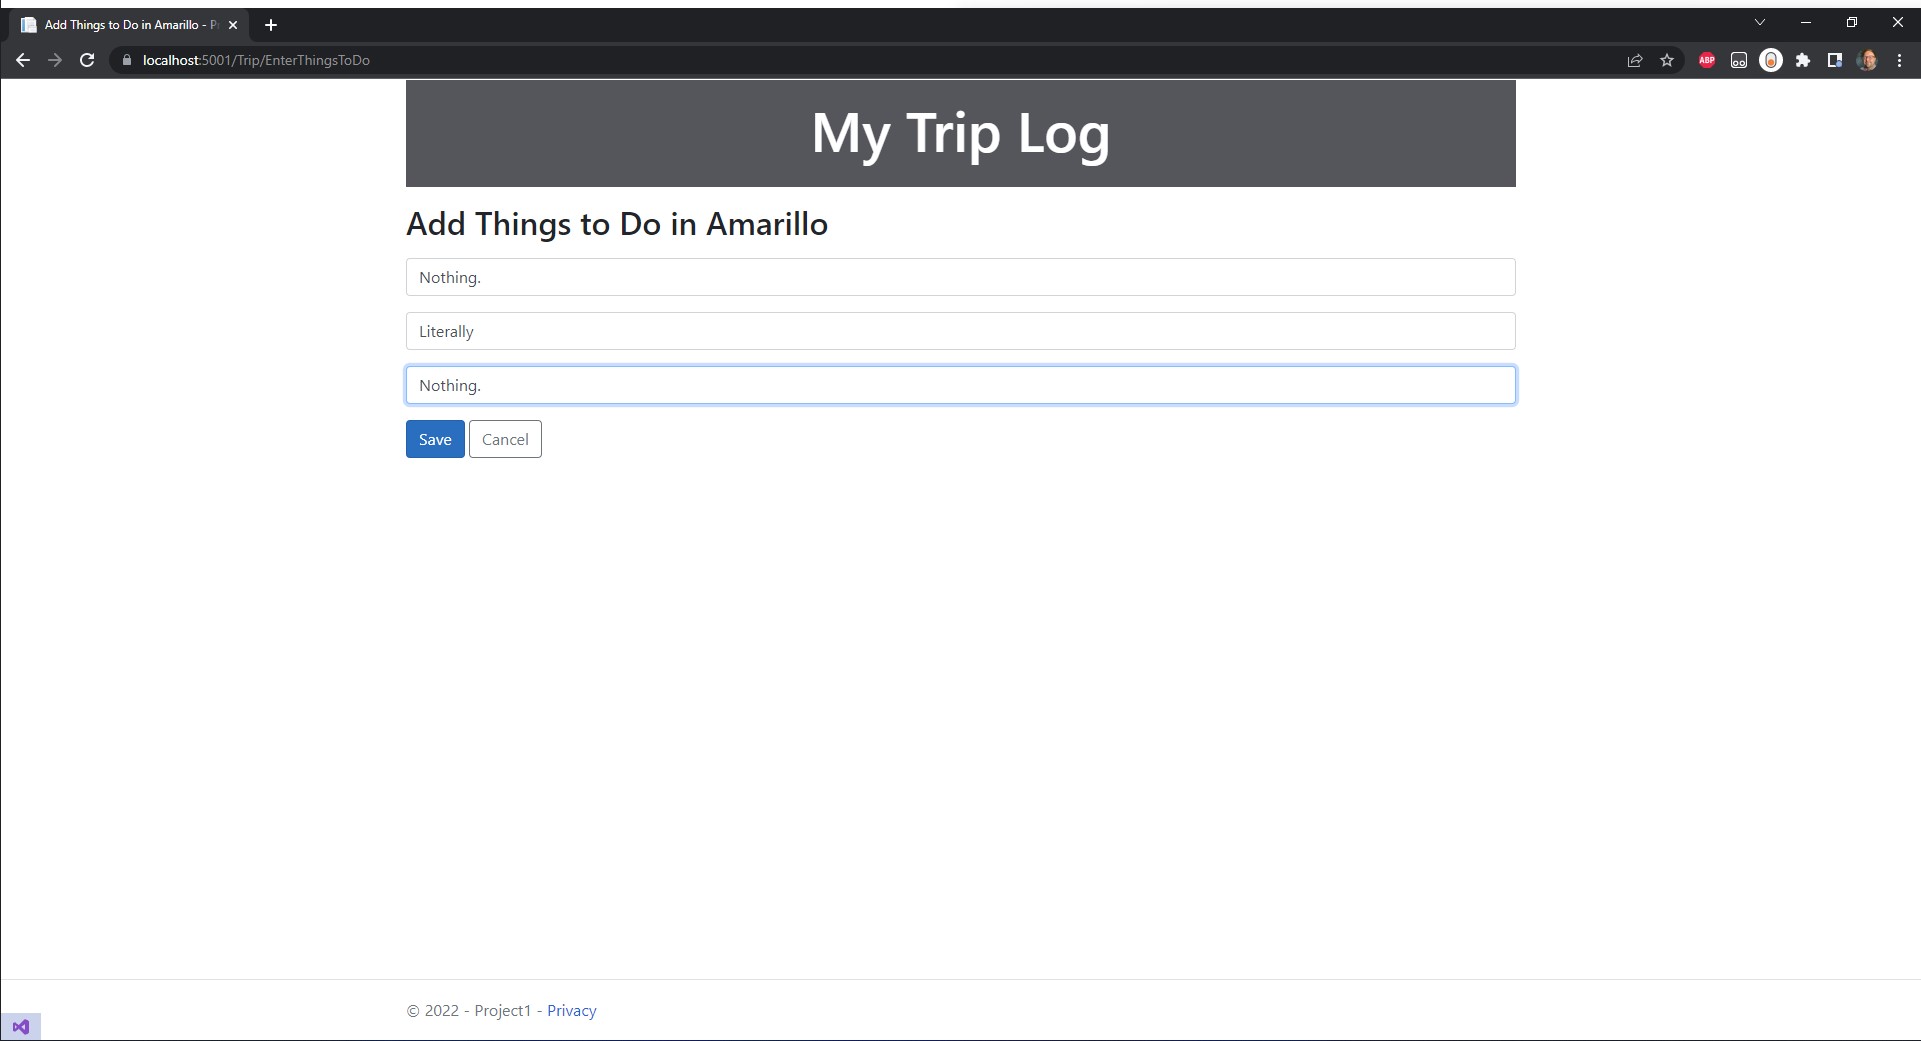 Add Things to Do in Amarillo - P
localhost:5001/Trip/EnterThingsToDo
ABP
My Trip Log
Add Things to Do in Amarillo
Nothing.
Literally
Nothing.
Save Cancel
© 2022 - Project1 - Privacy